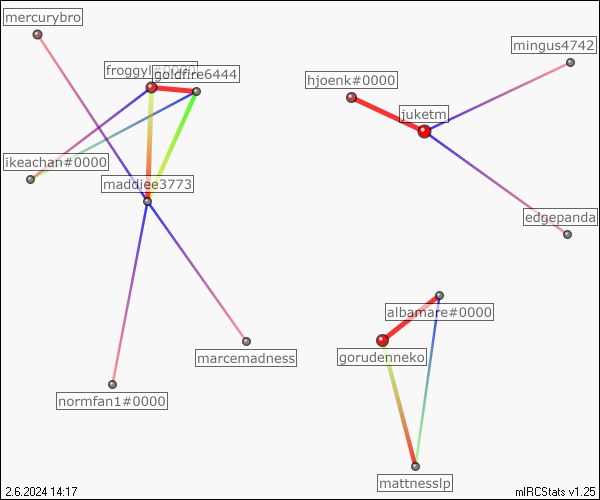 mercurybro
mingus4742
froggyl#0000
goldfire6444
hjoenk#0000
juketm
ikeachan#0000
maddiee3773
edgepanda
albamare#0000
marcemadness
gorudenneko
normfan1#0000
mattnesslp
2.6.2024 14:17
mIRCStats v1.25